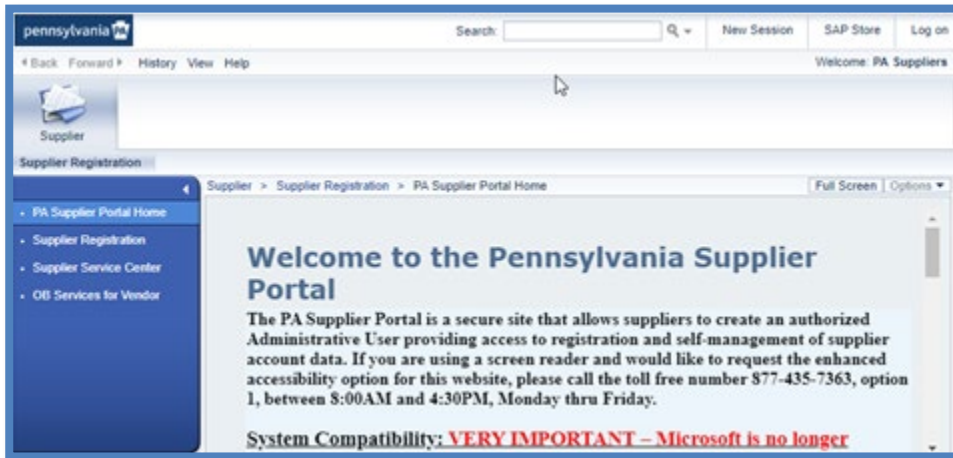 pennsylvania PA
Search:
New Session
SAP Store
Log on
Back Forward History View Help
Welcome: PA Suppliers
Supplier
Supplier Registration
Supplier > Supplier Registration > PA Supplier Portal Home
Full Screen Options
PA Supplier Portal Home
Supplier Registration
Supplier Service Center
OB Services for Vendor
Welcome to the Pennsylvania Supplier
Portal
The PA Supplier Portal is a secure site that allows suppliers to create an authorized
Administrative User providing access to registration and self-management of supplier
account data. If you are using a screen reader and would like to request the enhanced
accessibility option for this website, please call the toll free number 877-435-7363, option
1, between 8:00AM and 4:30PM, Monday thru Friday.
System Compatibility: VERY IMPORTANT – Microsoft is no longer